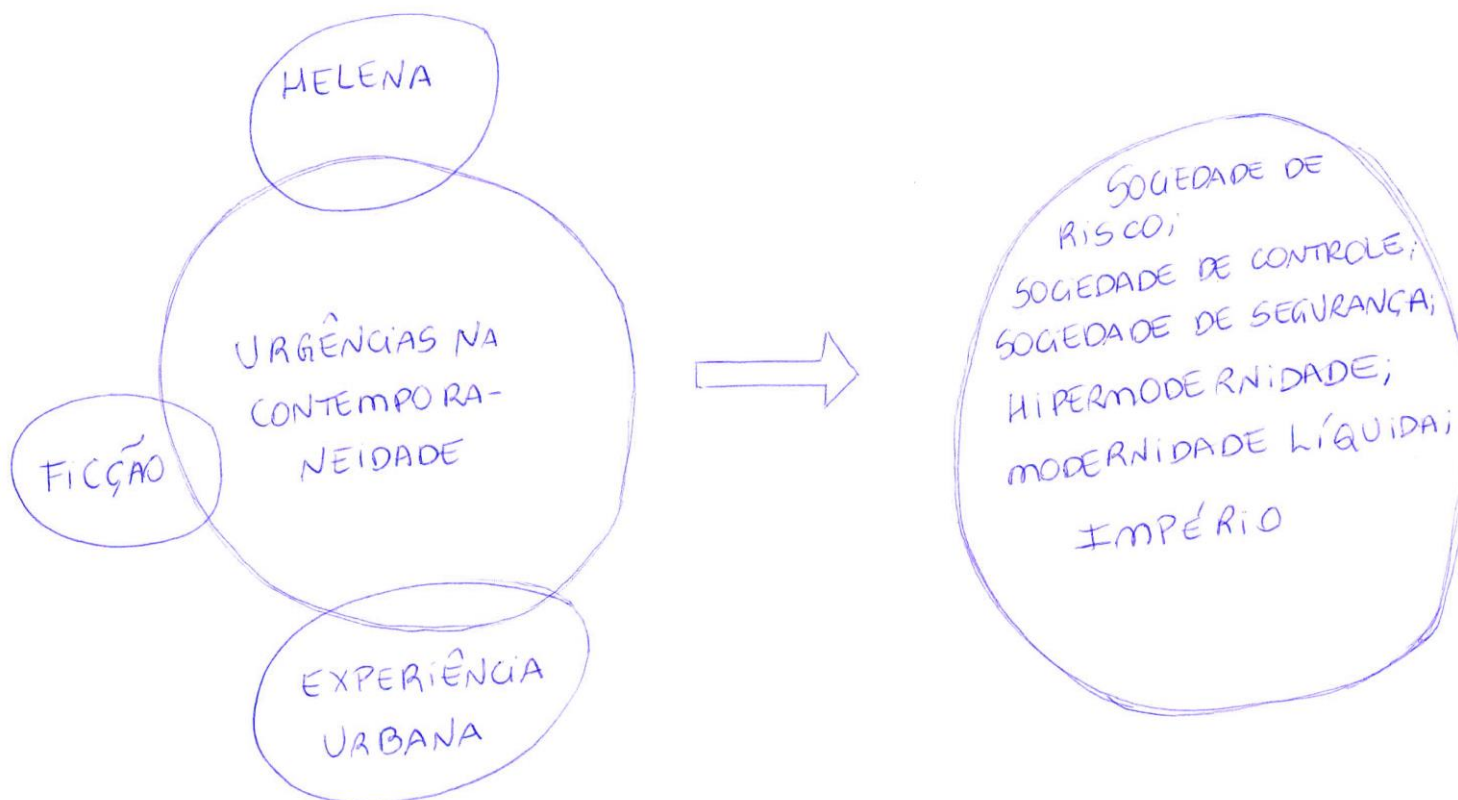 HELENA
URGÊNCIAS NA
CONTEMPORA-
NEIDADE
FICÇÃO
EXPERIÊNCIA
URBANA
SOCIEDADE DE
RISCO;
SOCIEDADE DE CONTROLE;
SOCIEDADE DE SEGURANÇA;
HIPERMODERNIDADE;
MODERNIDADE LÍQUIDA;
IMPÉRIO